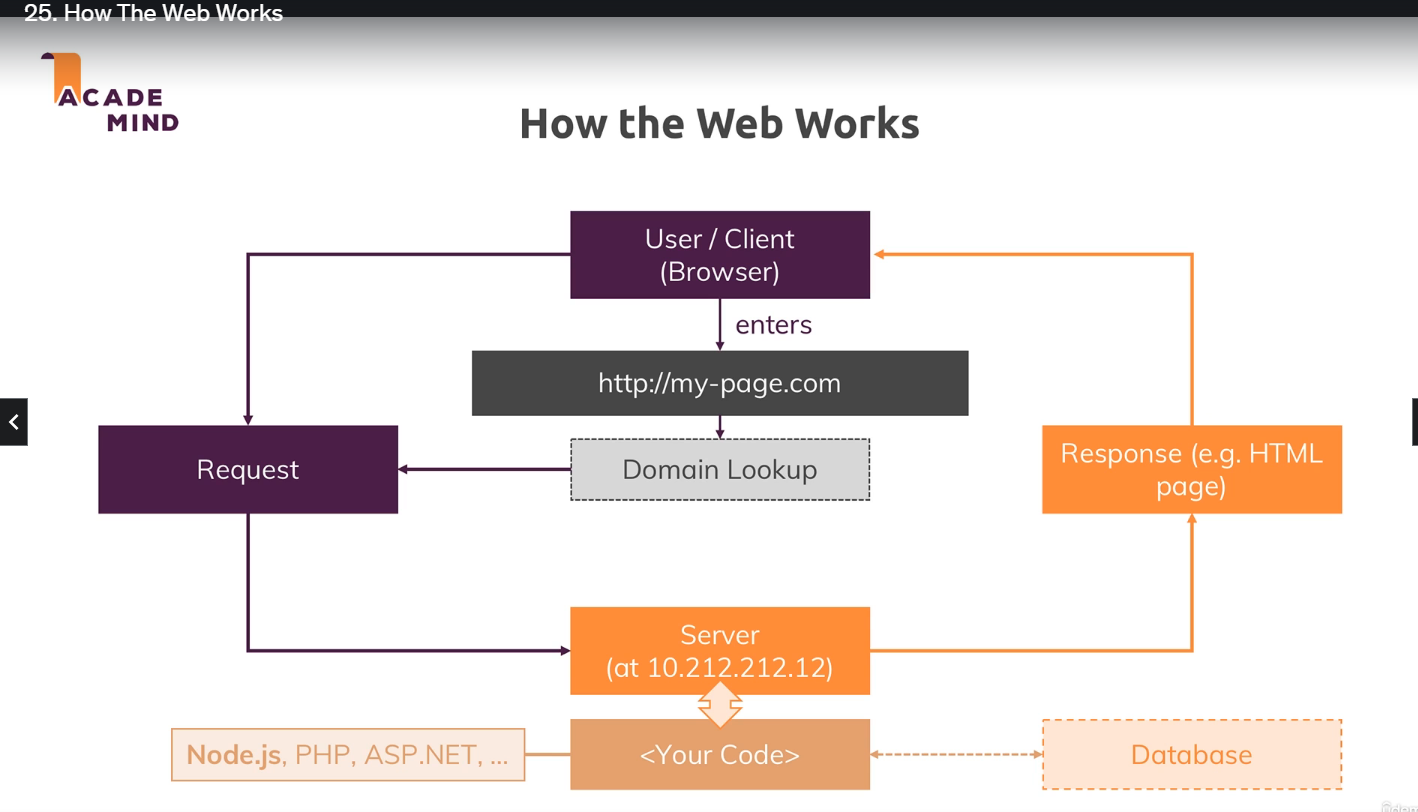 25. How The Web Works
ACADE
MIND
How the Web Works
User / Client
(Browser)
enters
http://my-page.com
Request
Domain Lookup
Response (e.g. HTML
page)
Server
(at 10.212.212.12)
Node.js, PHP, ASP.NET, ...
<Your Code>
Database